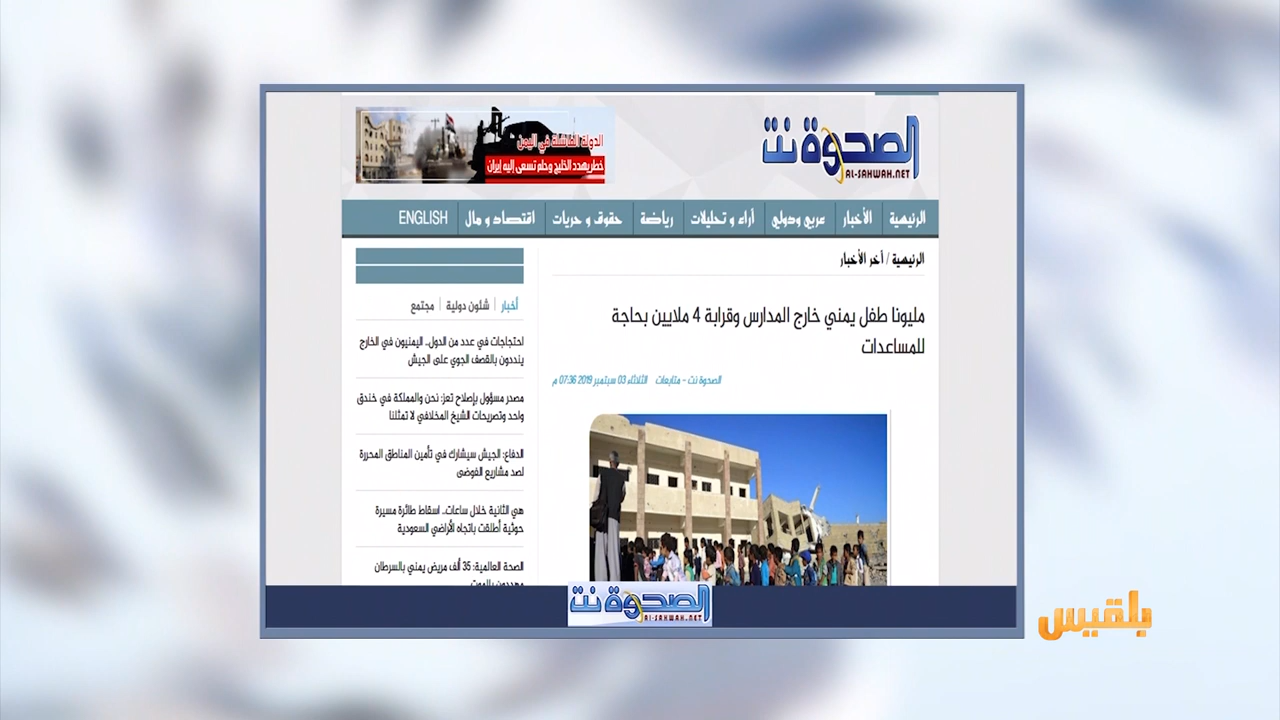 الصحوة نت
AL-SAHWAH.NET
الدولة الفاشلة في اليمن
خطر يهدد الخليج وحلم تسعى إليه إيران
الرئيسية
الأخبار
عربي ودولي
أراء و تحليلات
رياضة
حقوق و حريات
اقتصاد و مال
ENGLISH
الرئيسية / أخر الأخبار
مليونا طفل يمني خارج المدارس وقرابة 4 ملايين بحاجة
للمساعدات
الصحوة نت - متابعات الثلاثاء 03 سبتمبر 2019 07:36 م
أخبار
شئون دولية
مجتمع
احتجاجات في عدد من الدول.. اليمنيون في الخارج
ينددون بالقصف الجوي على الجيش
مصدر مسؤول بإصلاح تعز: نحن والمملكة في خندق
واحد وتصريحات الشيخ المخلافي لا تمثلنا
الدفاع: الجيش سيشارك في تأمين المناطق المحررة
لصد مشاريع الفوضى
هي الثانية خلال ساعات.. اسقاط طائرة مسيرة
حوثية أطلقت باتجاه الأراضي السعودية
الصحة العالمية: 35 ألف مريض يمني بالسرطان
مهددون بالموت
الصحوة نت
AL-SAHWAH.NET
بلقيس